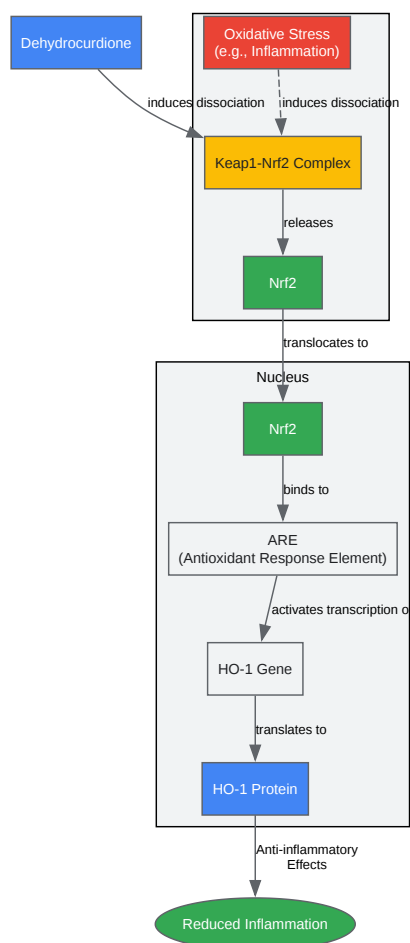 Dehydrocurdione
Oxidative Stress
(e.g., Inflammation)
induces dissociation
induces dissociation
Keap1-Nrf2 Complex
releases
Nrf2
translocates to
Nucleus
Nrf2
binds to
ARE
(Antioxidant Response Element)
activates transcription o
HO-1 Gene
translates to
HO-1 Protein
Anti-inflammatory
Effects
Reduced Inflammation